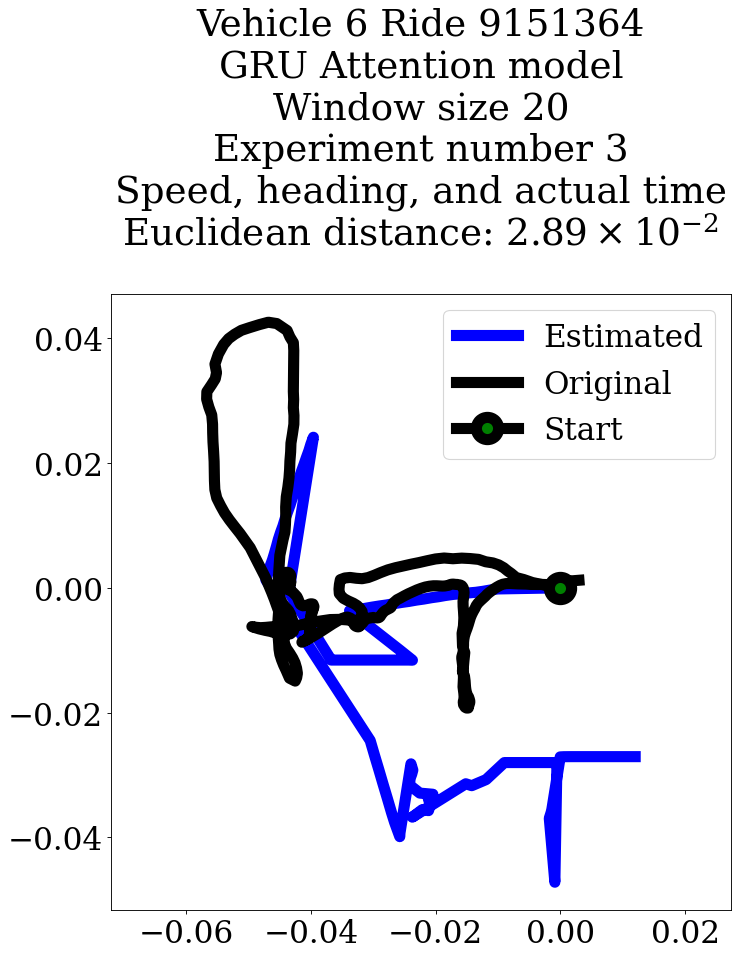 Vehicle 6 Ride 9151364
GRU Attention model
Window size 20
Experiment number 3
Speed, heading, and actual time
Euclidean distance: 2.89 × 10⁻²
Estimated
Original
Start
0.04
0.02
0.00
−0.02
−0.04
−0.06 −0.04 −0.02 0.00 0.02